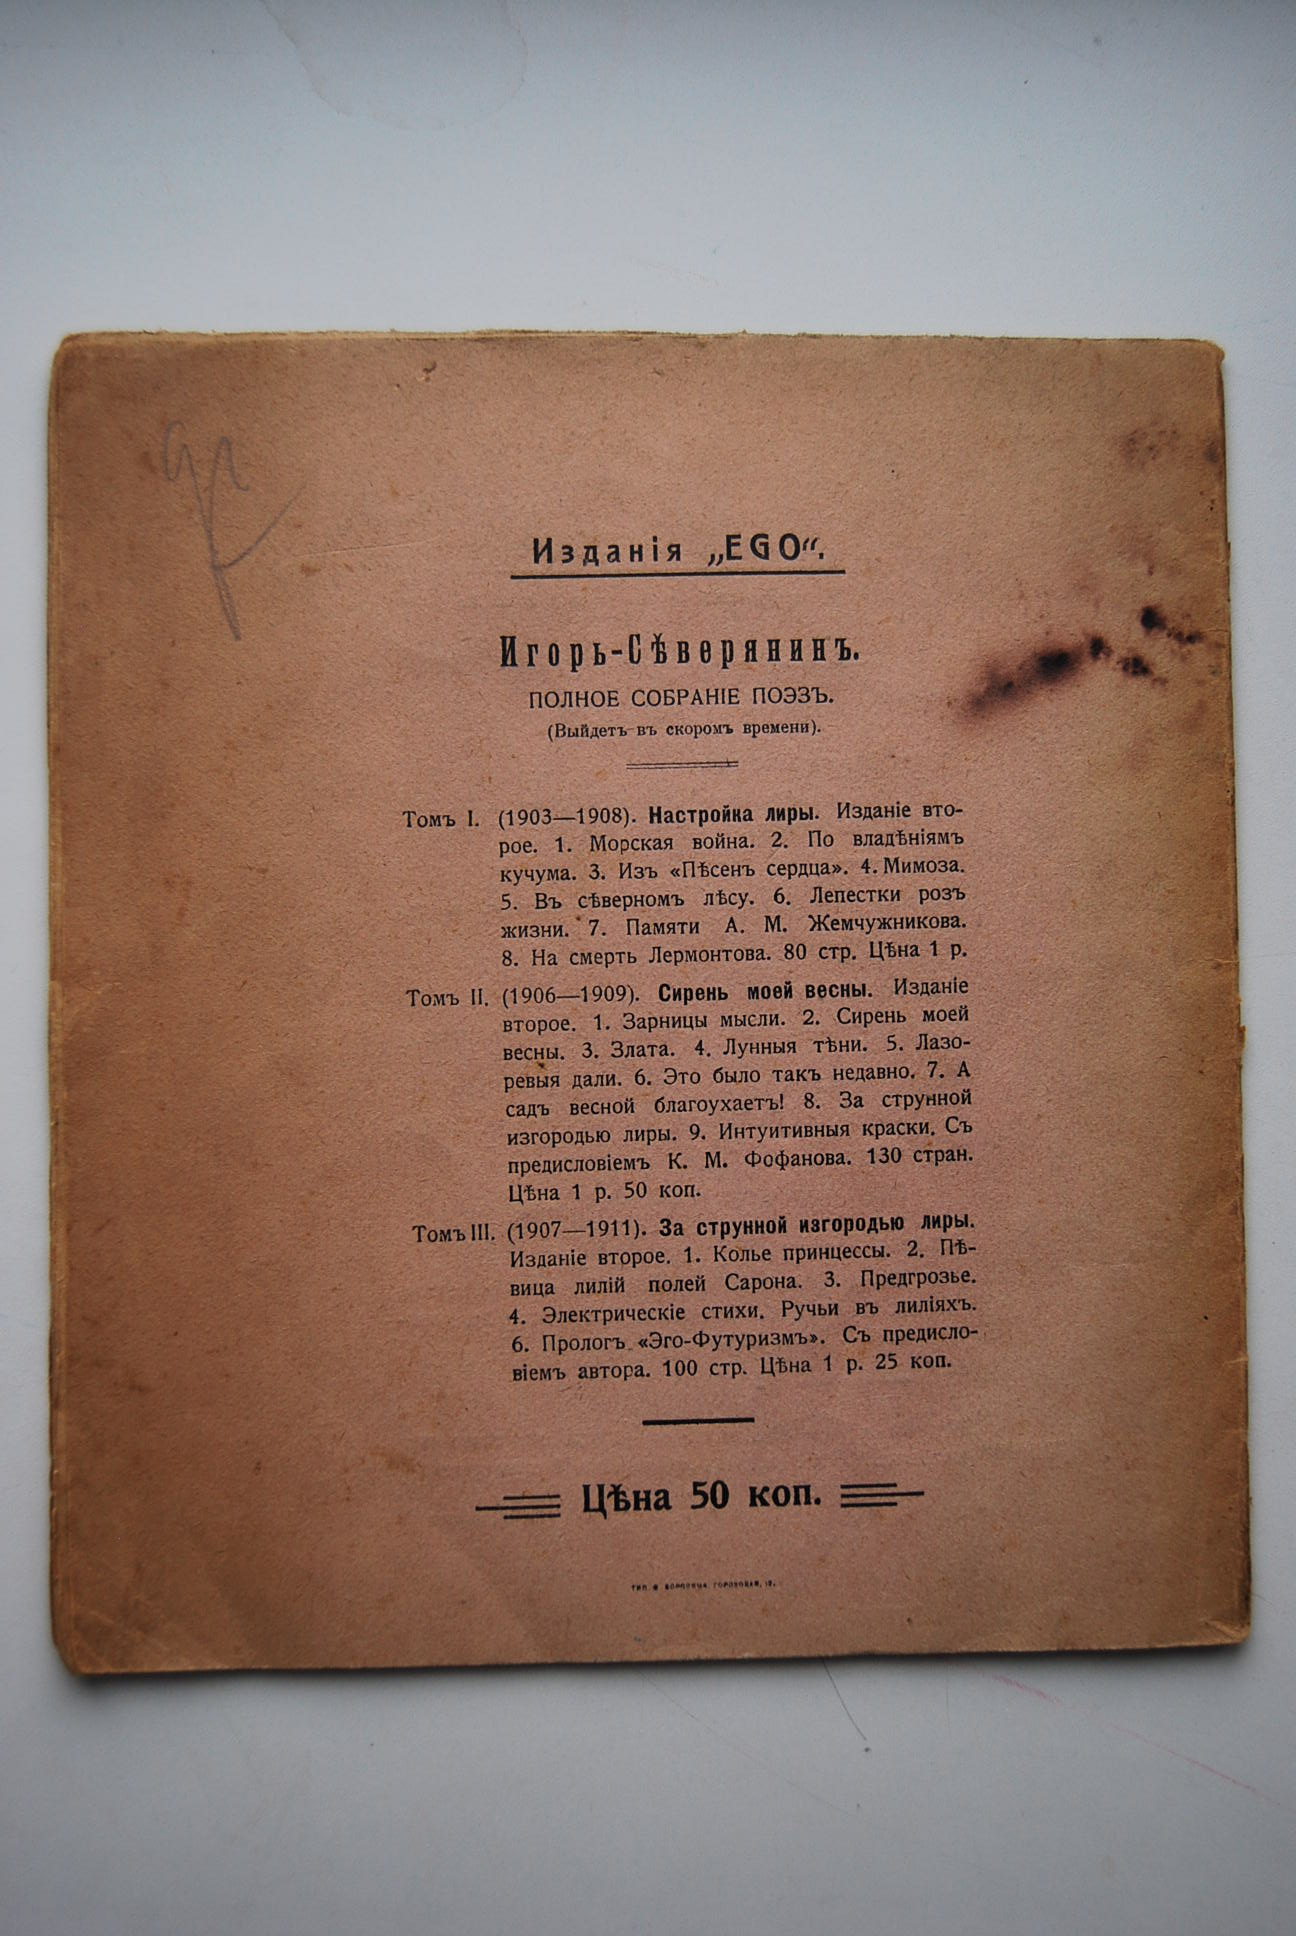 Изданія „EGO“.
Игорь-Сѣверянинъ.
ПОЛНОЕ СОБРАНІЕ ПОЭЗЪ.
(Выйдетъ въ скоромъ времени).
Томъ I. (1903—1908). Настройка лиры. Изданіе вто-
рое. 1. Морская война. 2. По владѣніямъ
кучума. 3. Изъ «Пѣсенъ сердца». 4. Мимоза.
5. Въ сѣверномъ лѣсу. 6. Лепестки розъ
жизни. 7. Памяти А. М. Жемчужникова.
8. На смерть Лермонтова. 80 стр. Цѣна 1 р.
Томъ II. (1906—1909). Сирень моей весны. Изданіе
второе. 1. Зарницы мысли. 2. Сирень моей
весны. 3. Злата. 4. Лунныя тѣни. 5. Лазо-
ревыя дали. 6. Это было такъ недавно. 7. А
садъ весной благоухаетъ! 8. За струнной
изгородью лиры. 9. Интуитивныя краски. Съ
предисловіемъ К. М. Фофанова. 130 стран.
Цѣна 1 р. 50 коп.
Томъ III. (1907—1911). За струнной изгородью лиры.
Изданіе второе. 1. Колье принцессы. 2. Пѣ-
вица лилій полей Сарона. 3. Предгрозье.
4. Электрическіе стихи. Ручьи въ лиліяхъ.
6. Прологъ «Эго-Футуризмъ». Съ предисло-
віемъ автора. 100 стр. Цѣна 1 р. 25 коп.
Цѣна 50 коп.
ТИП. ГОРОХОВАЯ,